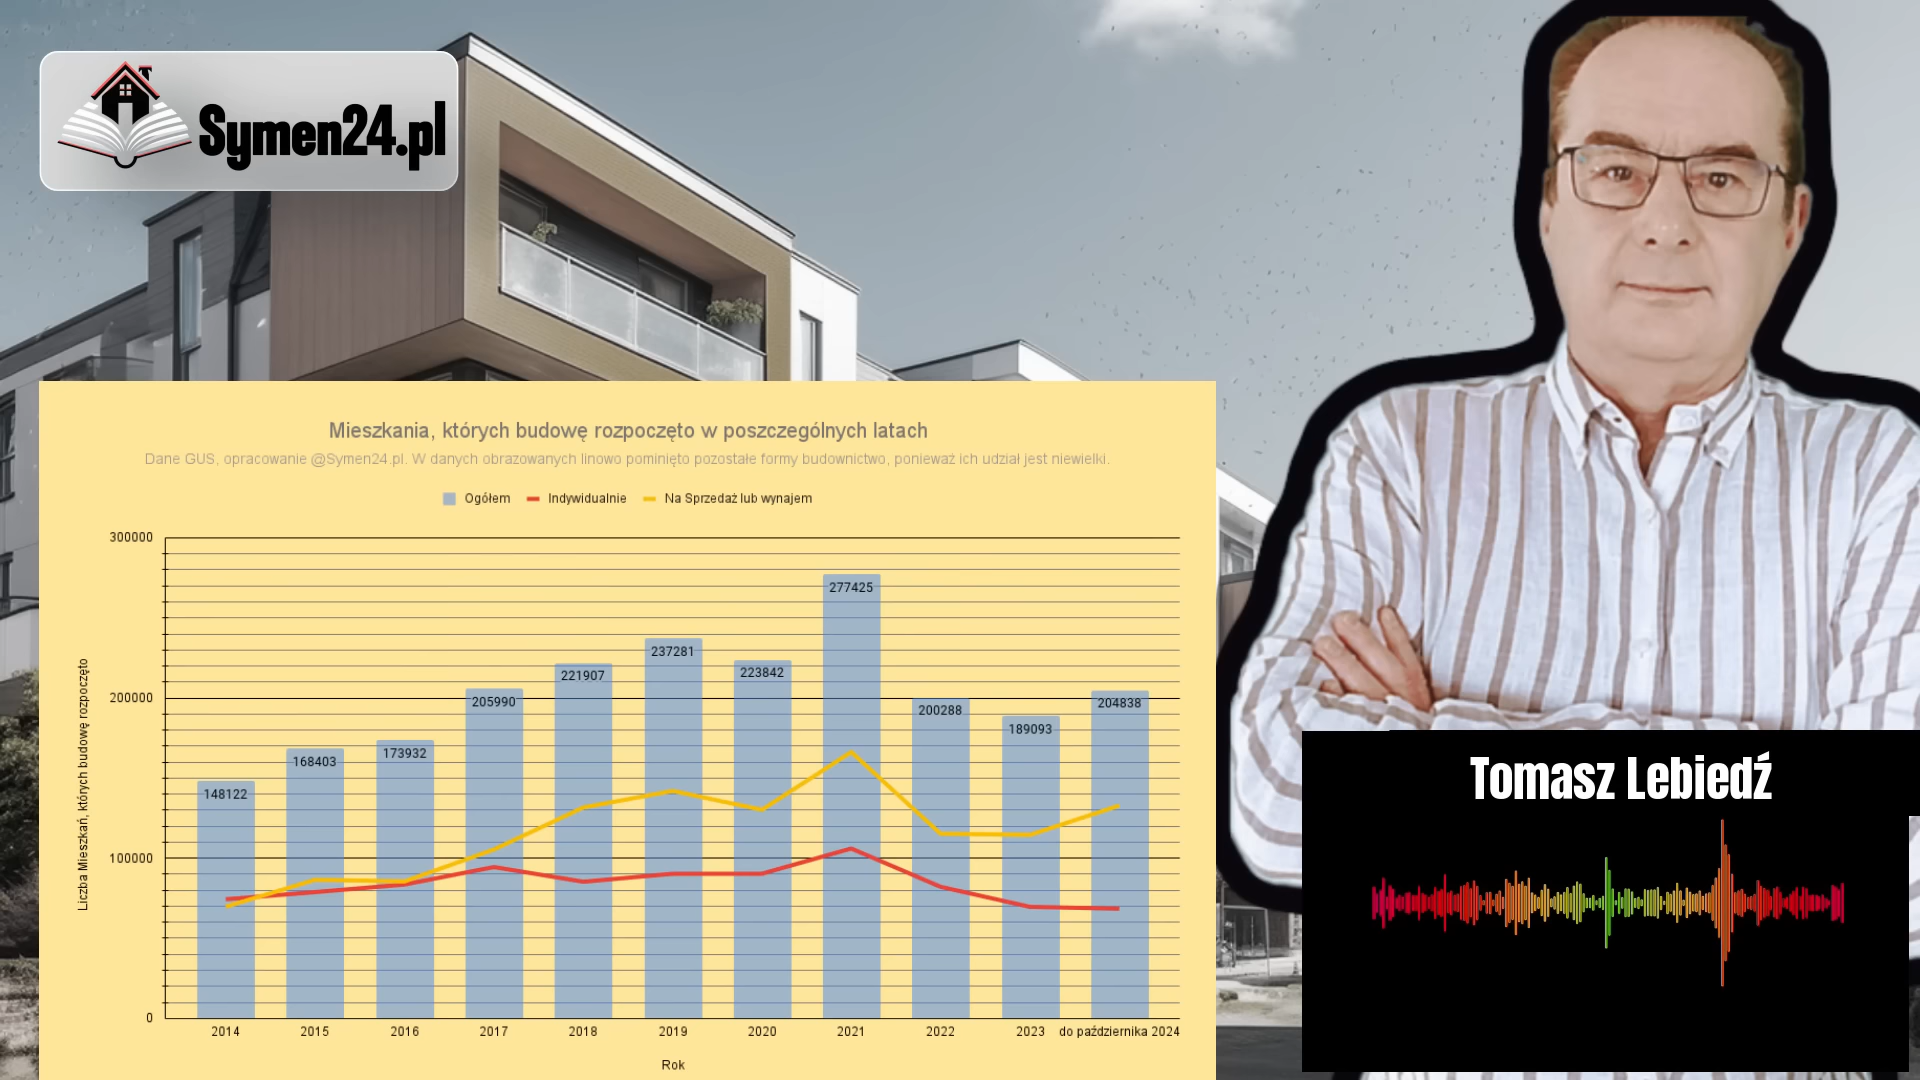 Symen24.pl
Mieszkania, których budowę rozpoczęto w poszczególnych latach
Dane GUS, opracowanie @Symen24.pl. W danych obrazowanych linowo pominięto pozostałe formy budownictwo, ponieważ ich udział jest niewielki.
Ogółem Indywidualnie Na Sprzedaż lub wynajem
Liczba Mieszkań, których budowę rozpoczęto
300000
200000
100000
0
148122
168403
173932
205990
221907
237281
223842
277425
200288
189093
204838
2014 2015 2016 2017 2018 2019 2020 2021 2022 2023 do października 2024
Rok
Tomasz Lebiedź